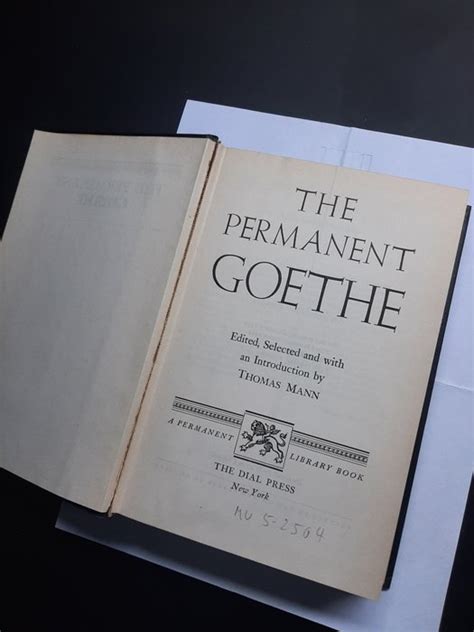 THE
PERMANENT
GOETHE
Edited, Selected and with
an Introduction by
THOMAS MANN
A PERMANENT LIBRARY BOOK
THE DIAL PRESS
New York
MU 5-2504